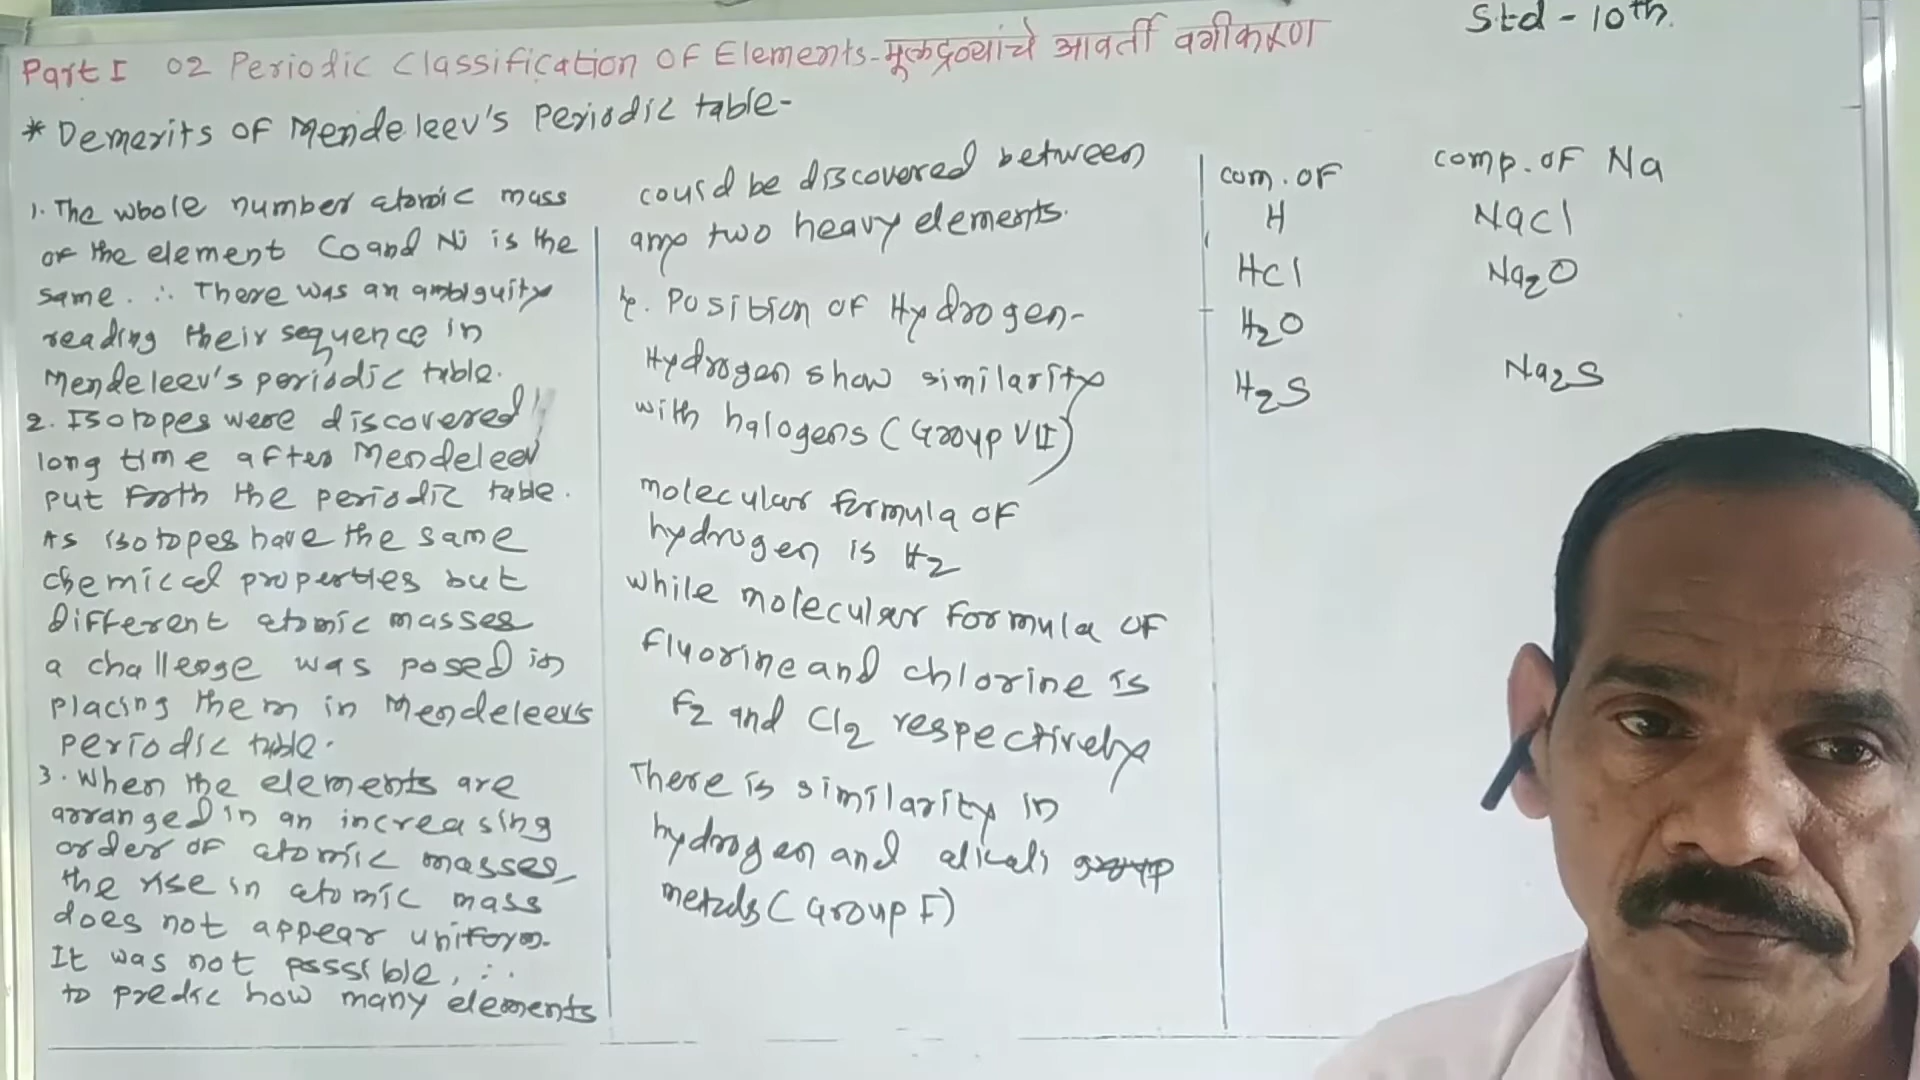 Std - 10th.
Part I 02 Periodic Classification Of Elements - मूलद्रव्यांचे आवर्ती वर्गीकरण
* Demerits of Mendeleev's Periodic table-
1. The whole number atomic mass
of the element Co and Ni is the
same. ∴ There was an ambiguity
reading their sequence in
Mendeleev's periodic table.
2. Isotopes were discovered
long time after Mendeleev
put forth the periodic table.
As isotopes have the same
chemical properties but
different atomic masses
a challenge was posed in
placing them in Mendeleev's
periodic table.
3. When the elements are
arranged in an increasing
order of atomic masses
the rise in atomic mass
does not appear uniform.
It was not possible, ∴
to predic how many elements
could be discovered between
any two heavy elements.
4. Position of Hydrogen-
Hydrogen show similarity
with halogens (Group VII)
molecular formula of
hydrogen is H2
while molecular formula of
fluorine and chlorine is
F2 and Cl2 respectively
There is similarity in
hydrogen and alkali group
metals (Group I)
com. of
H
HCl
H2O
H2S
comp. of Na
NaCl
Na2O
Na2S